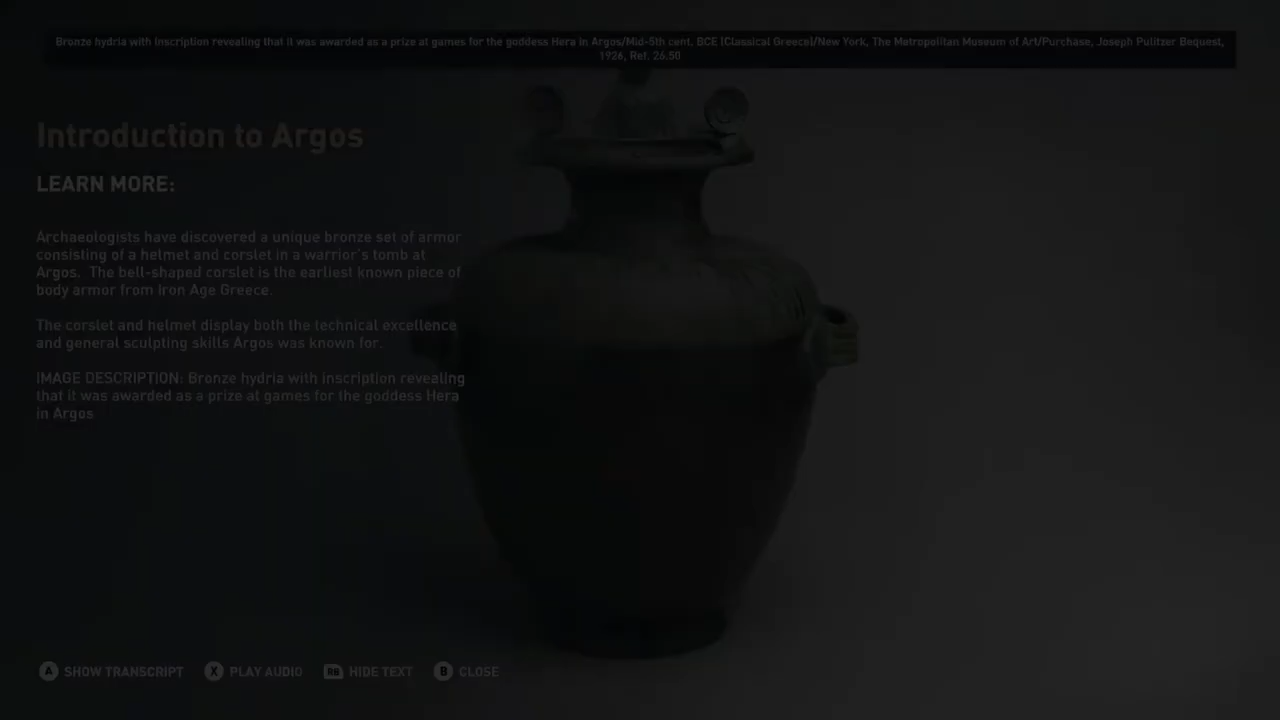 Bronze hydria with inscription revealing that it was awarded as a prize at games for the goddess Hera in Argos/Mid-5th cent. BCE (Classical Greece)/New York, The Metropolitan Museum of Art/Purchase, Joseph Pulitzer Bequest,
1926, Ref. 26.50
Introduction to Argos
LEARN MORE:
Archaeologists have discovered a unique bronze set of armor
consisting of a helmet and corslet in a warrior's tomb at
Argos. The bell-shaped corslet is the earliest known piece of
body armor from Iron Age Greece.
The corslet and helmet display both the technical excellence
and general sculpting skills Argos was known for.
IMAGE DESCRIPTION: Bronze hydria with inscription revealing
that it was awarded as a prize at games for the goddess Hera
in Argos
A SHOW TRANSCRIPT X PLAY AUDIO RB HIDE TEXT B CLOSE